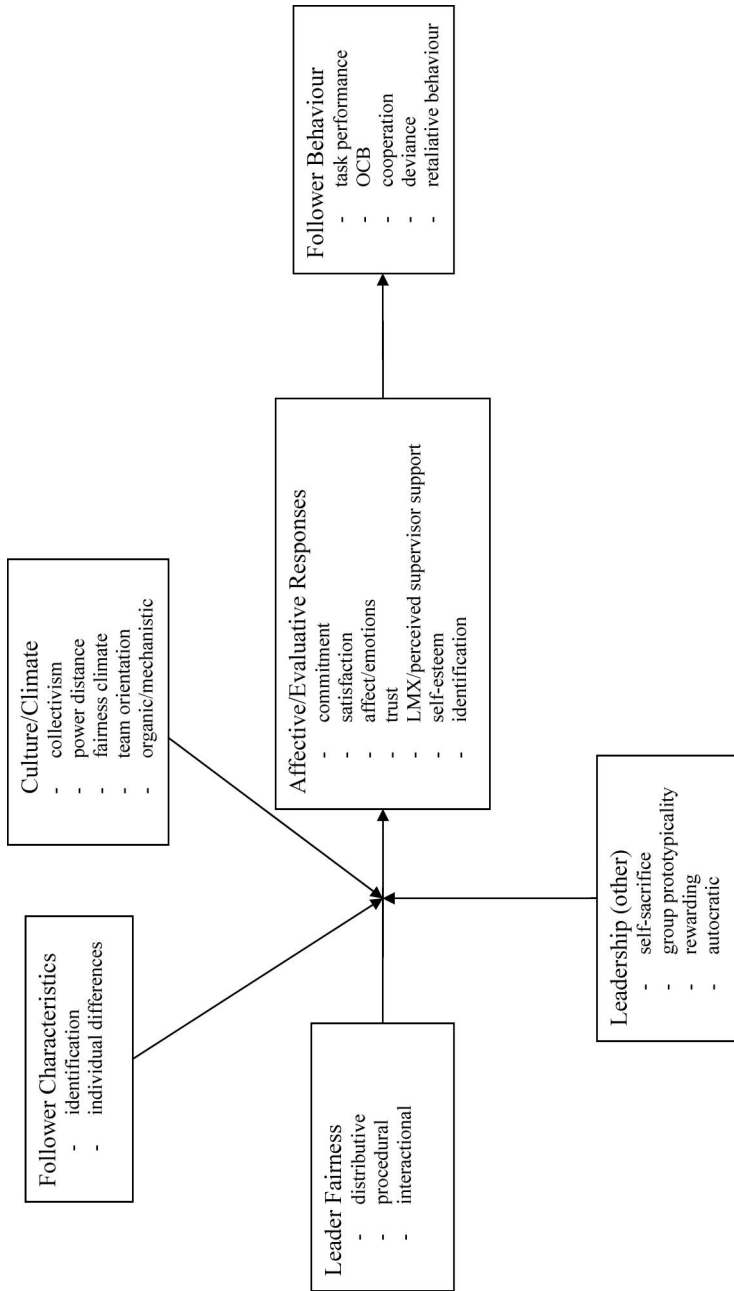 Follower Characteristics
- identification
- individual differences
Culture/Climate
- collectivism
- power distance
- fairness climate
- team orientation
- organic/mechanistic
Leader Fairness
- distributive
- procedural
- interactional
Affective/Evaluative Responses
- commitment
- satisfaction
- affect/emotions
- trust
- LMX/perceived supervisor support
- self-esteem
- identification
Follower Behaviour
- task performance
- OCB
- cooperation
- deviance
- retaliative behaviour
Leadership (other)
- self-sacrifice
- group prototypicality
- rewarding
- autocratic